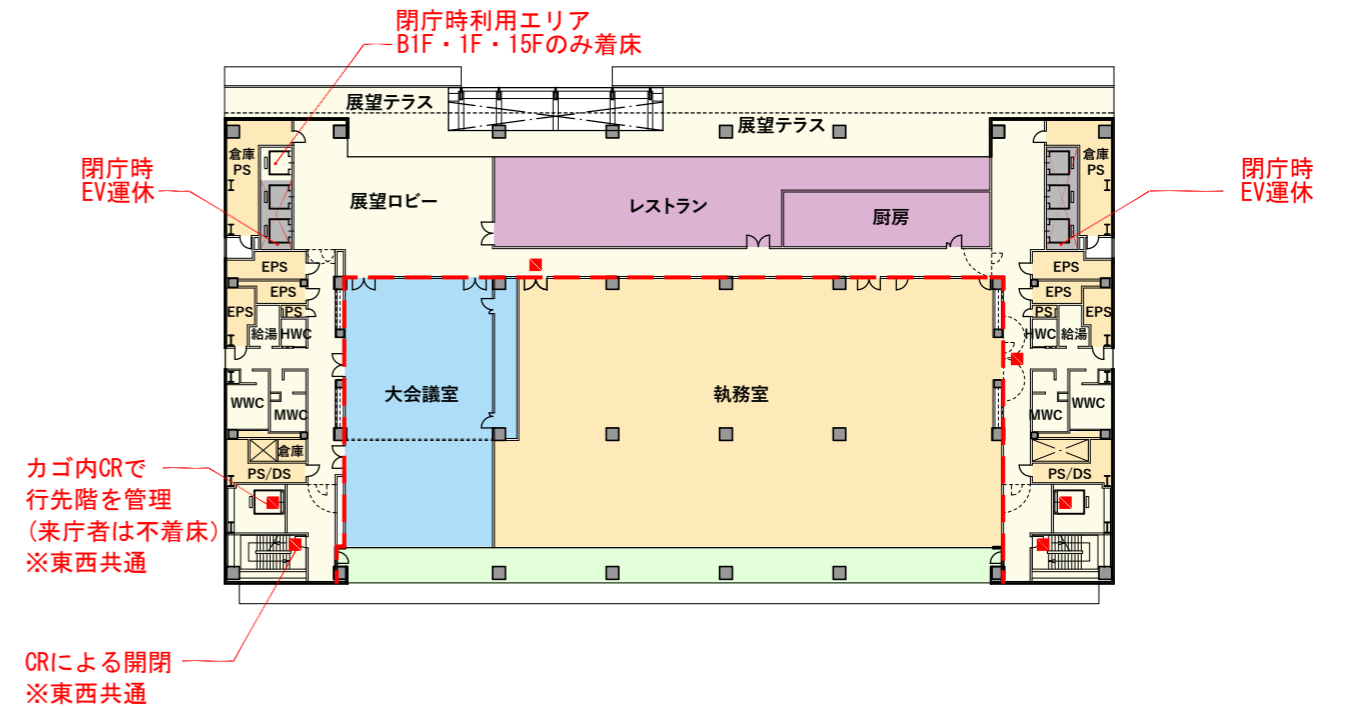 閉庁時利用エリア
B1F・1F・15Fのみ着床
展望テラス
展望テラス
倉庫
PS
倉庫
PS
閉庁時
EV運休
閉庁時
EV運休
展望ロビー
レストラン
厨房
EPS
EPS
EPS
EPS
EPS
PS
PS
EPS
給湯
HWC
HWC
給湯
大会議室
執務室
WWC
MWC
MWC
WWC
倉庫
PS/DS
PS/DS
カゴ内CRで
行先階を管理
(来庁者は不着床)
※東西共通
CRによる開閉
※東西共通